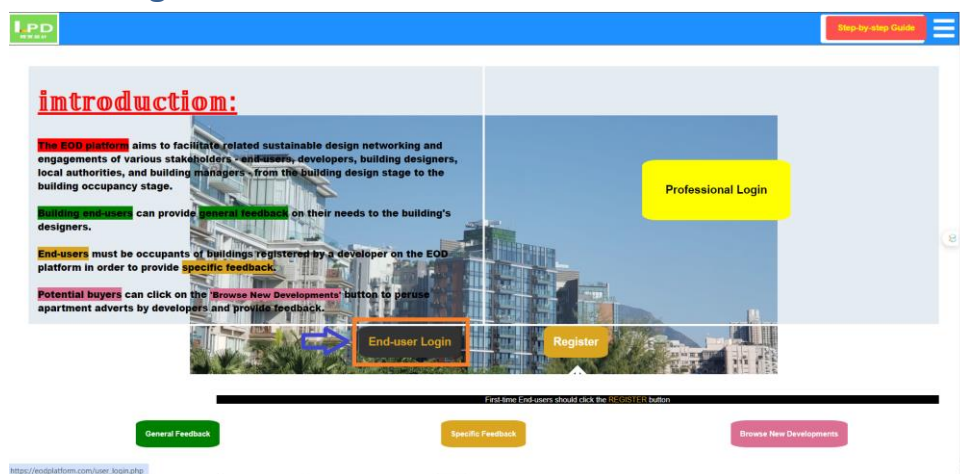 LPD
Step-by-step Guide
introduction:
The EOD platform aims to facilitate related sustainable design networking and
engagements of various stakeholders - end-users, developers, building designers,
local authorities, and building managers - from the building design stage to the
building occupancy stage.
Building end-users can provide general feedback on their needs to the building's
designers.
End-users must be occupants of buildings registered by a developer on the EOD
platform in order to provide specific feedback.
Potential buyers can click on the 'Browse New Developments' button to peruse
apartment adverts by developers and provide feedback.
Professional Login
End-user Login
Register
First-time End-users should click the REGISTER button
General Feedback
Specific Feedback
Browse New Developments
https://eodplatform.com/user_login.php